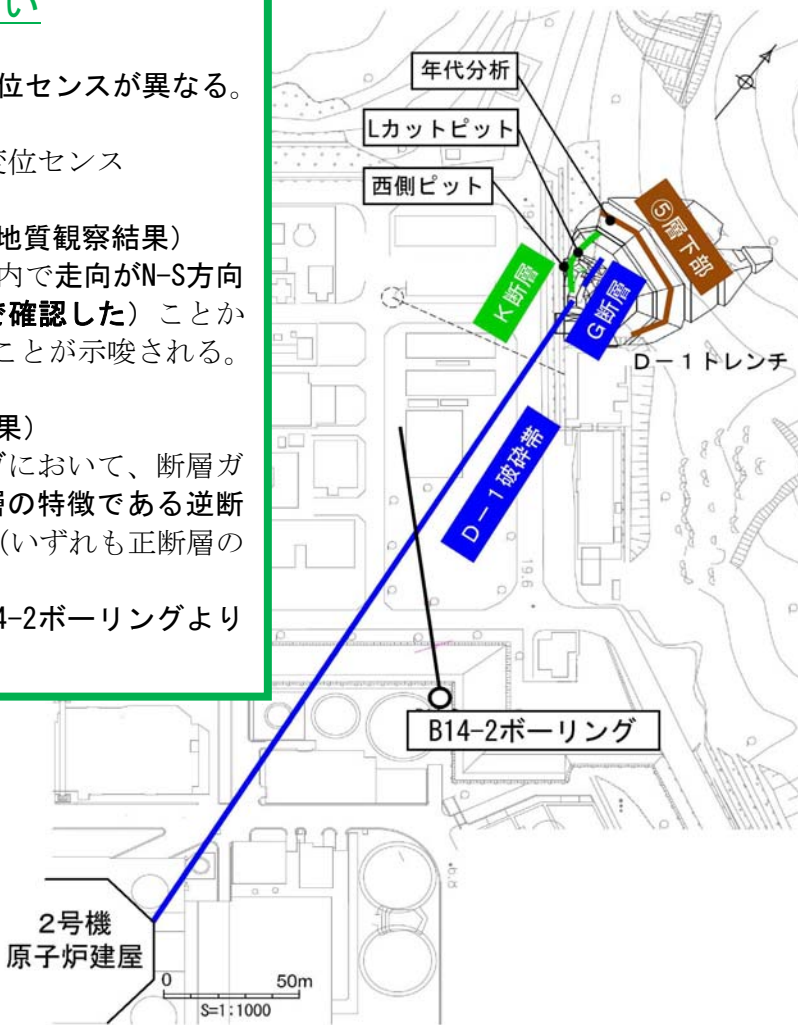 い
位センスが異なる。
変位センス
地質観察結果）
内で走向がN-S方向
で確認した）ことか
ことが示唆される。
果）
グにおいて、断層ガ
層の特徴である逆断
（いずれも正断層の
4-2ボーリングより
年代分析
Lカットピット
西側ピット
⑤層下部
K断層
G断層
D－1トレンチ
D－1破砕帯
19.6
B14-2ボーリング
2号機
原子炉建屋
0 50m
S=1:1000